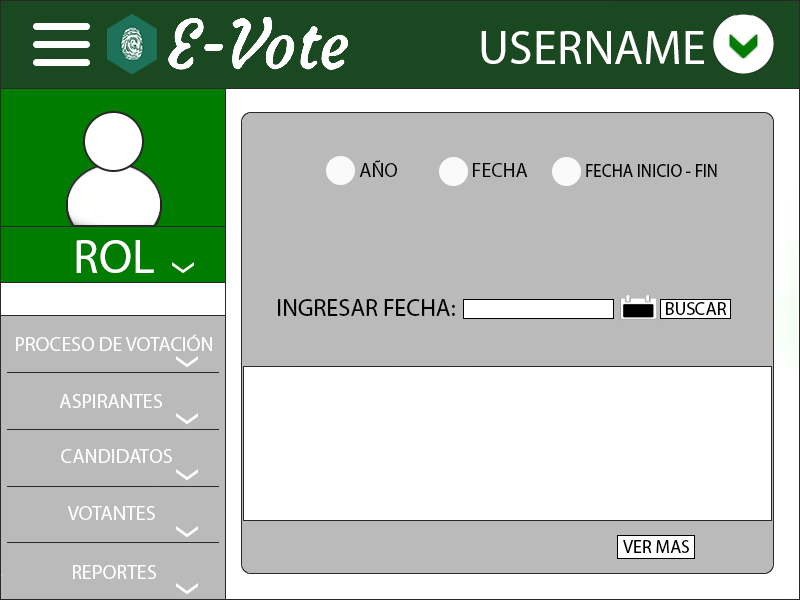 E-Vote
USERNAME
ROL
PROCESO DE VOTACIÓN
ASPIRANTES
CANDIDATOS
VOTANTES
REPORTES
AÑO
FECHA
FECHA INICIO - FIN
INGRESAR FECHA:
BUSCAR
VER MAS